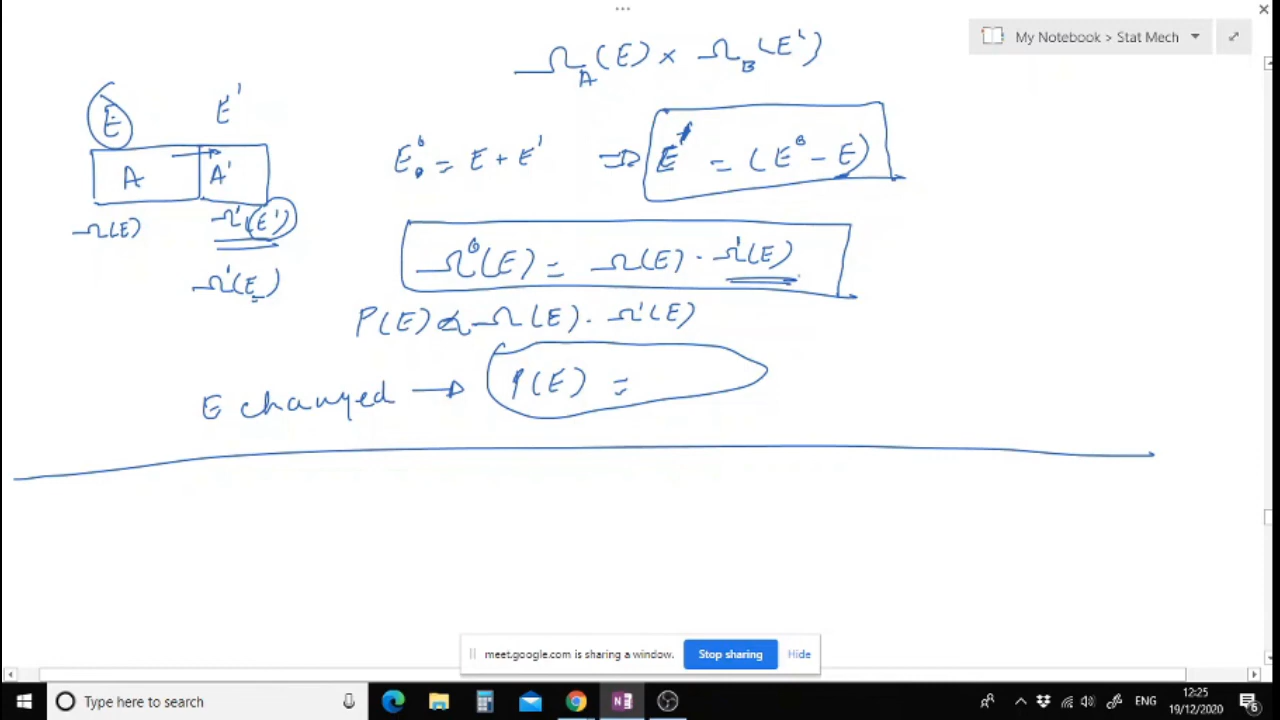 ...
My Notebook > Stat Mech
Ω_A(E) × Ω_B(E')
E E'
A A'
Ω(E) Ω'(E')
Ω'(E)
E⁰ = E + E' ⇒ E' = (E⁰ - E)
Ω⁰(E) = Ω(E) · Ω'(E)
P(E) ∝ Ω(E) · Ω'(E)
E changed → P(E) =
meet.google.com is sharing a window. Stop sharing Hide
Type here to search
ENG
12:25
19/12/2020
6